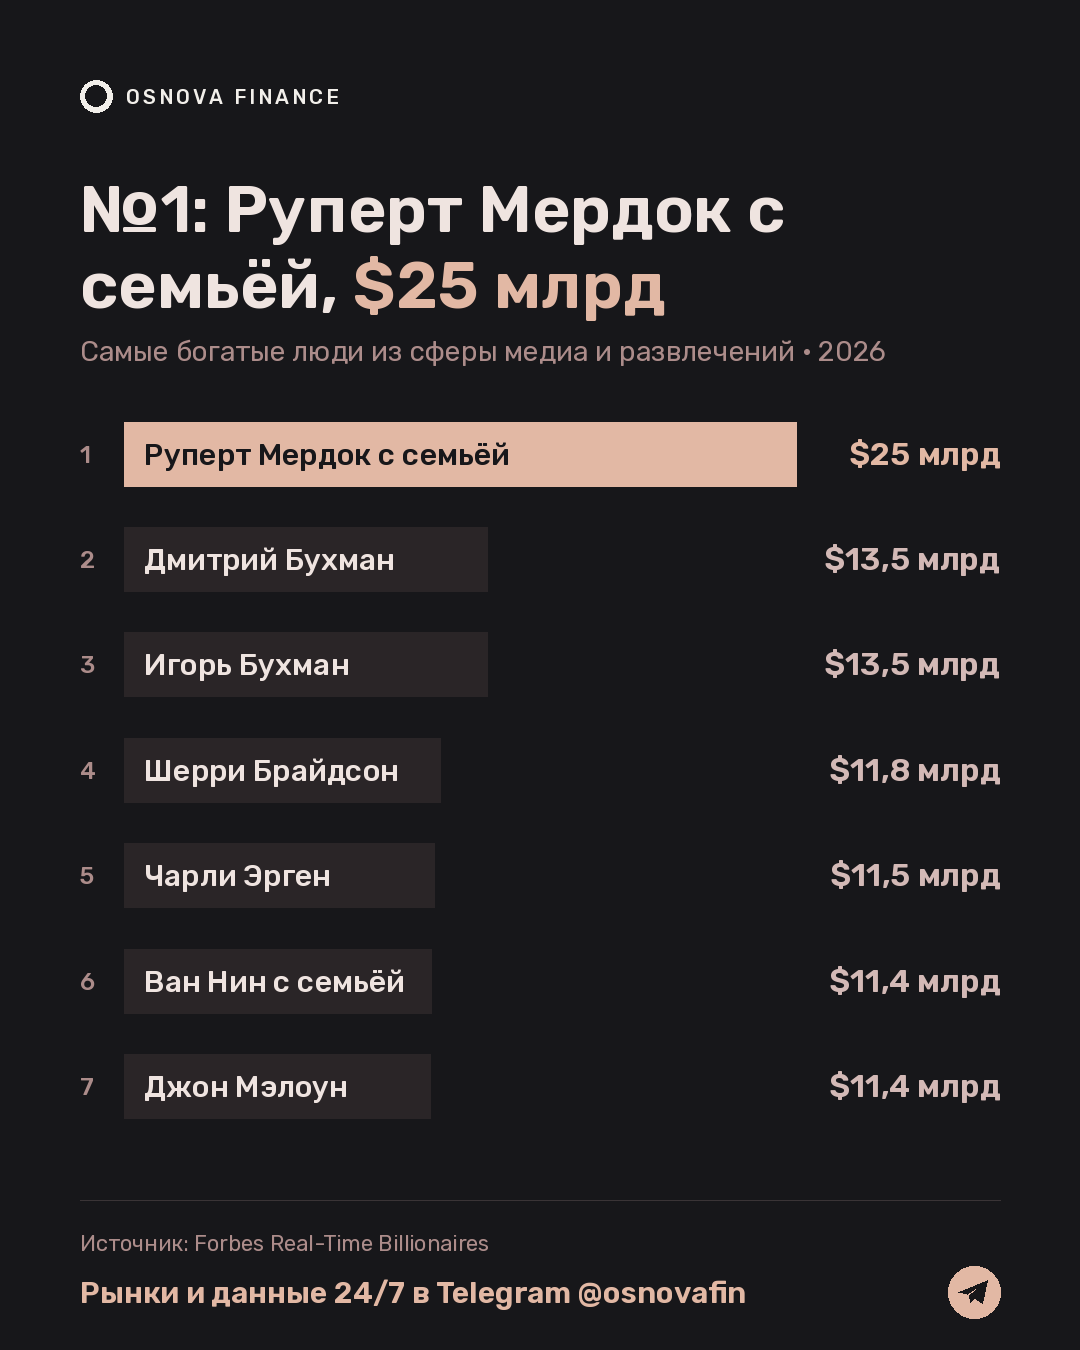 OSNOVA FINANCE
№1: Руперт Мердок с
семьёй, $25 млрд
Самые богатые люди из сферы медиа и развлечений • 2026
1 Руперт Мердок с семьёй $25 млрд
2 Дмитрий Бухман $13,5 млрд
3 Игорь Бухман $13,5 млрд
4 Шерри Брайдсон $11,8 млрд
5 Чарли Эрген $11,5 млрд
6 Ван Нин с семьёй $11,4 млрд
7 Джон Мэлоун $11,4 млрд
Источник: Forbes Real-Time Billionaires
Рынки и данные 24/7 в Telegram @osnovafin